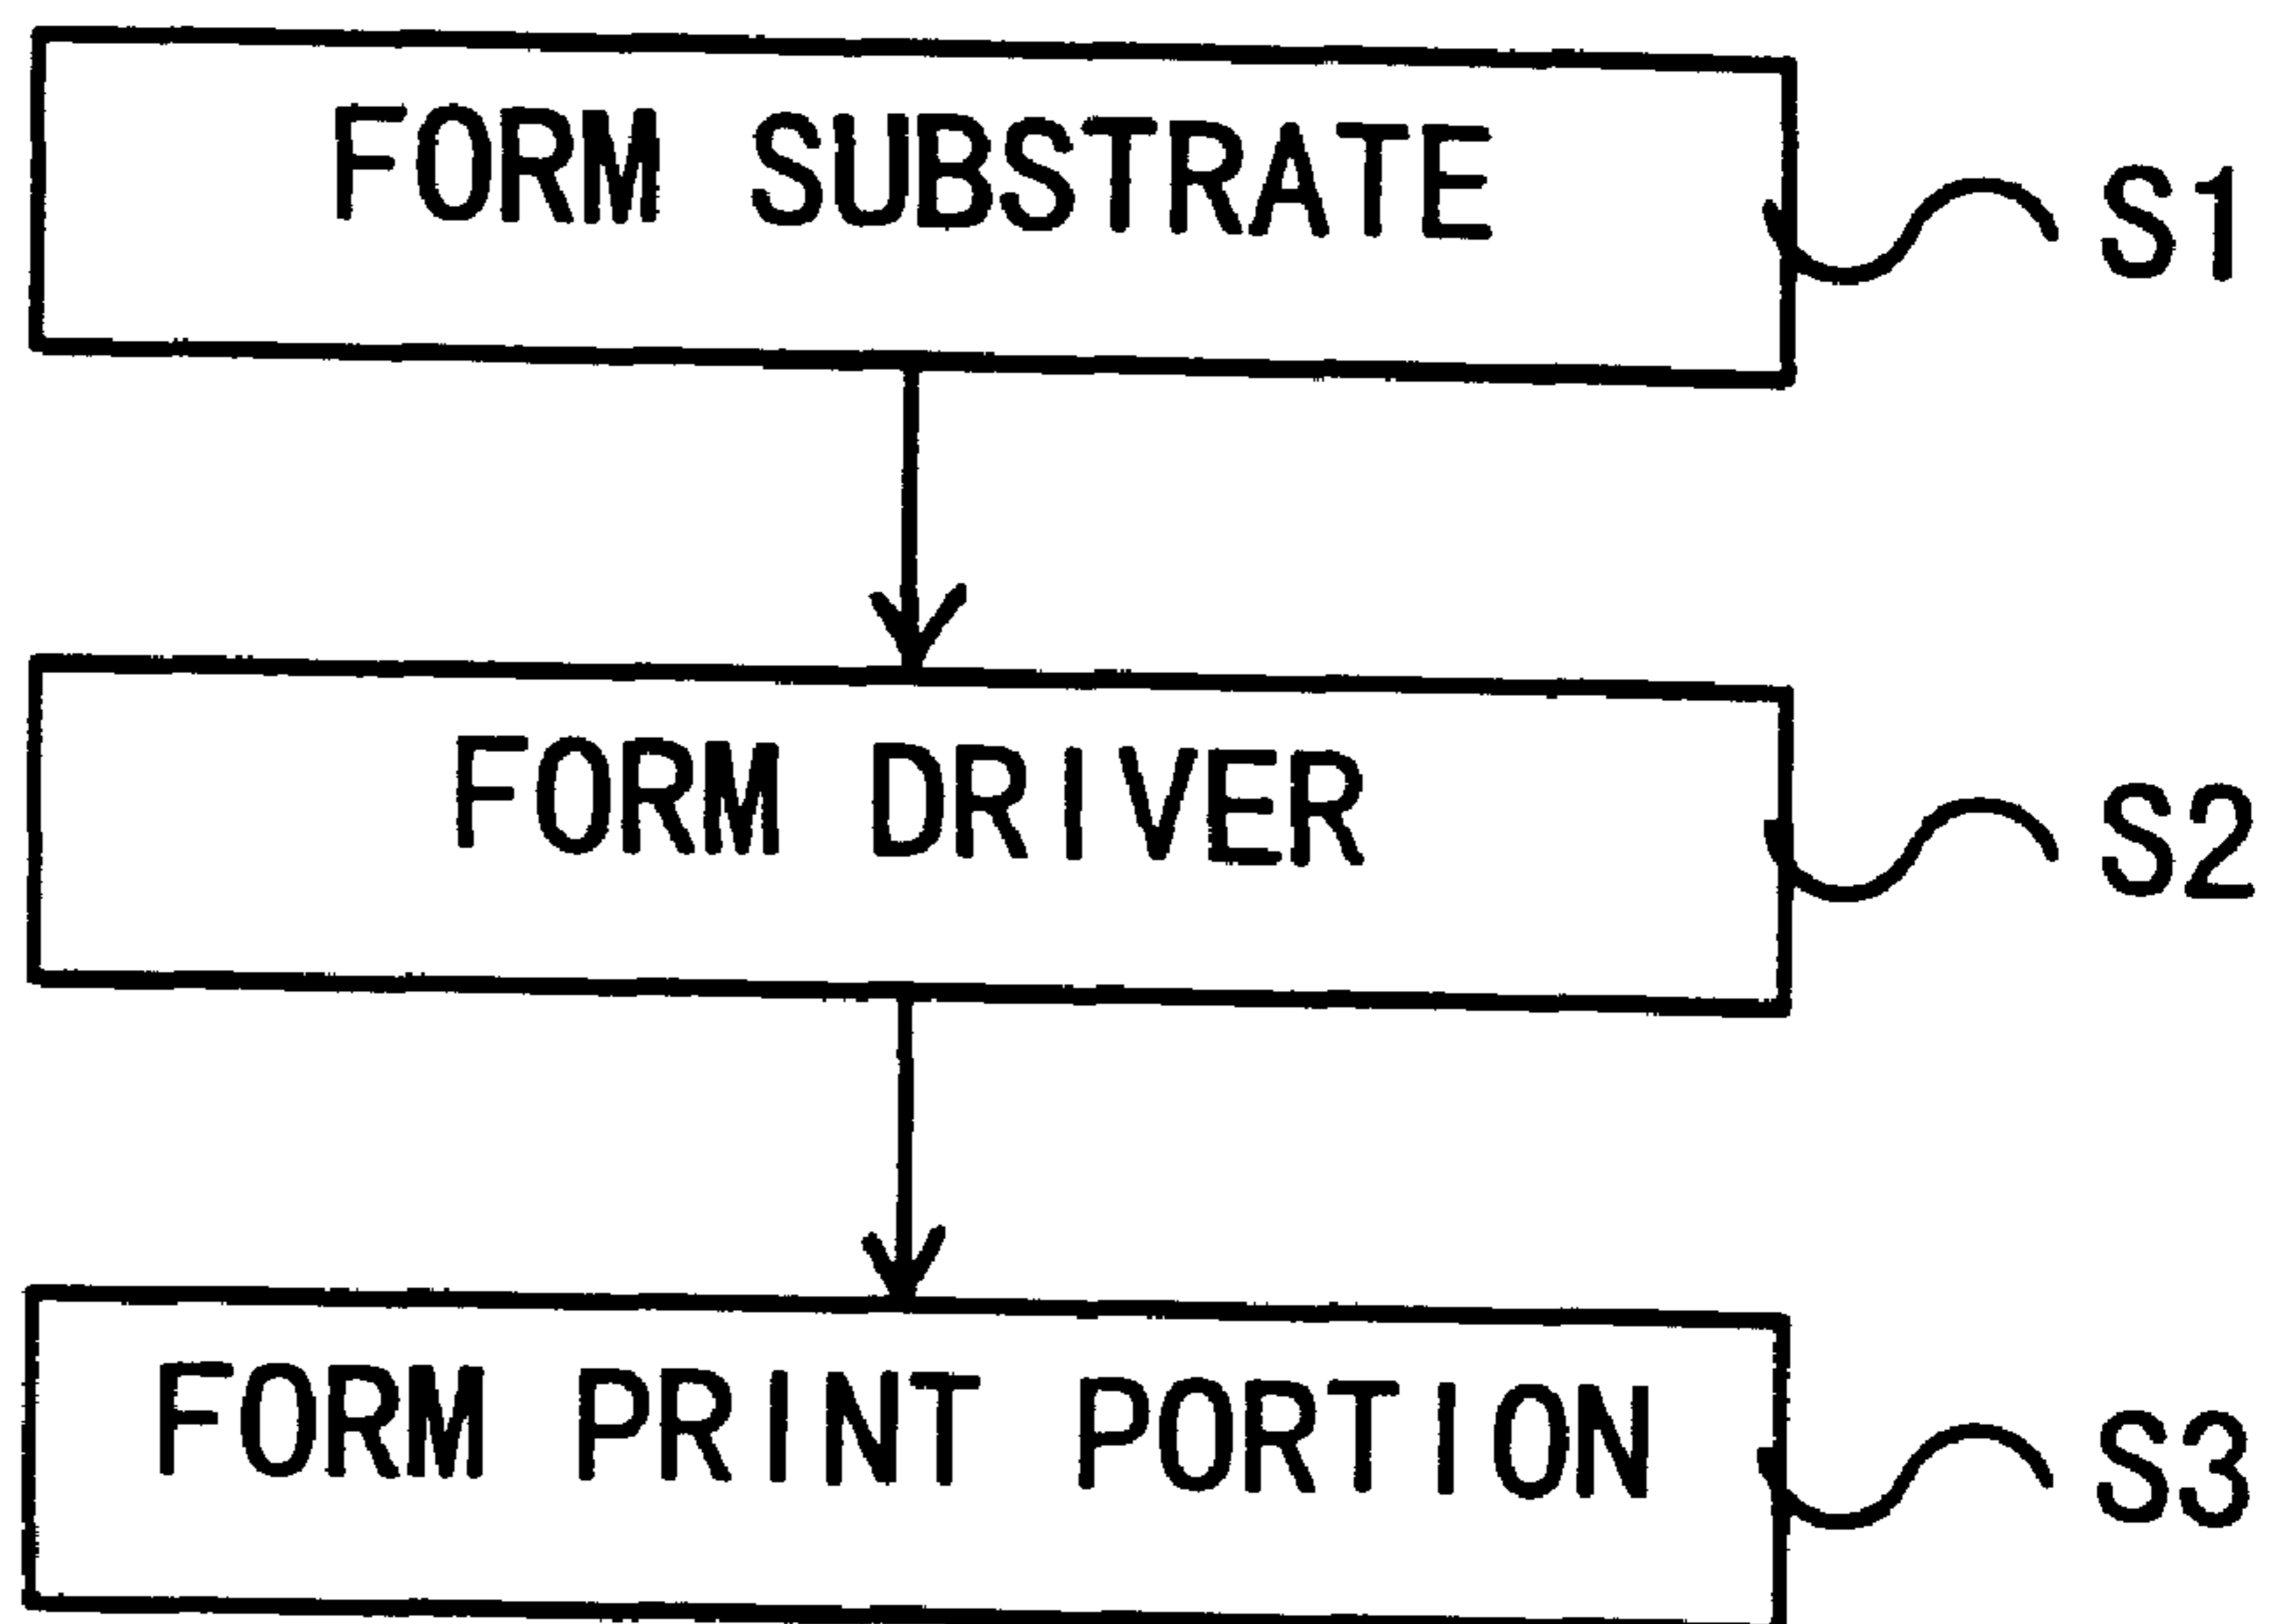 FORM SUBSTRATE
S1
FORM DRIVER
S2
FORM PRINT PORTION
S3